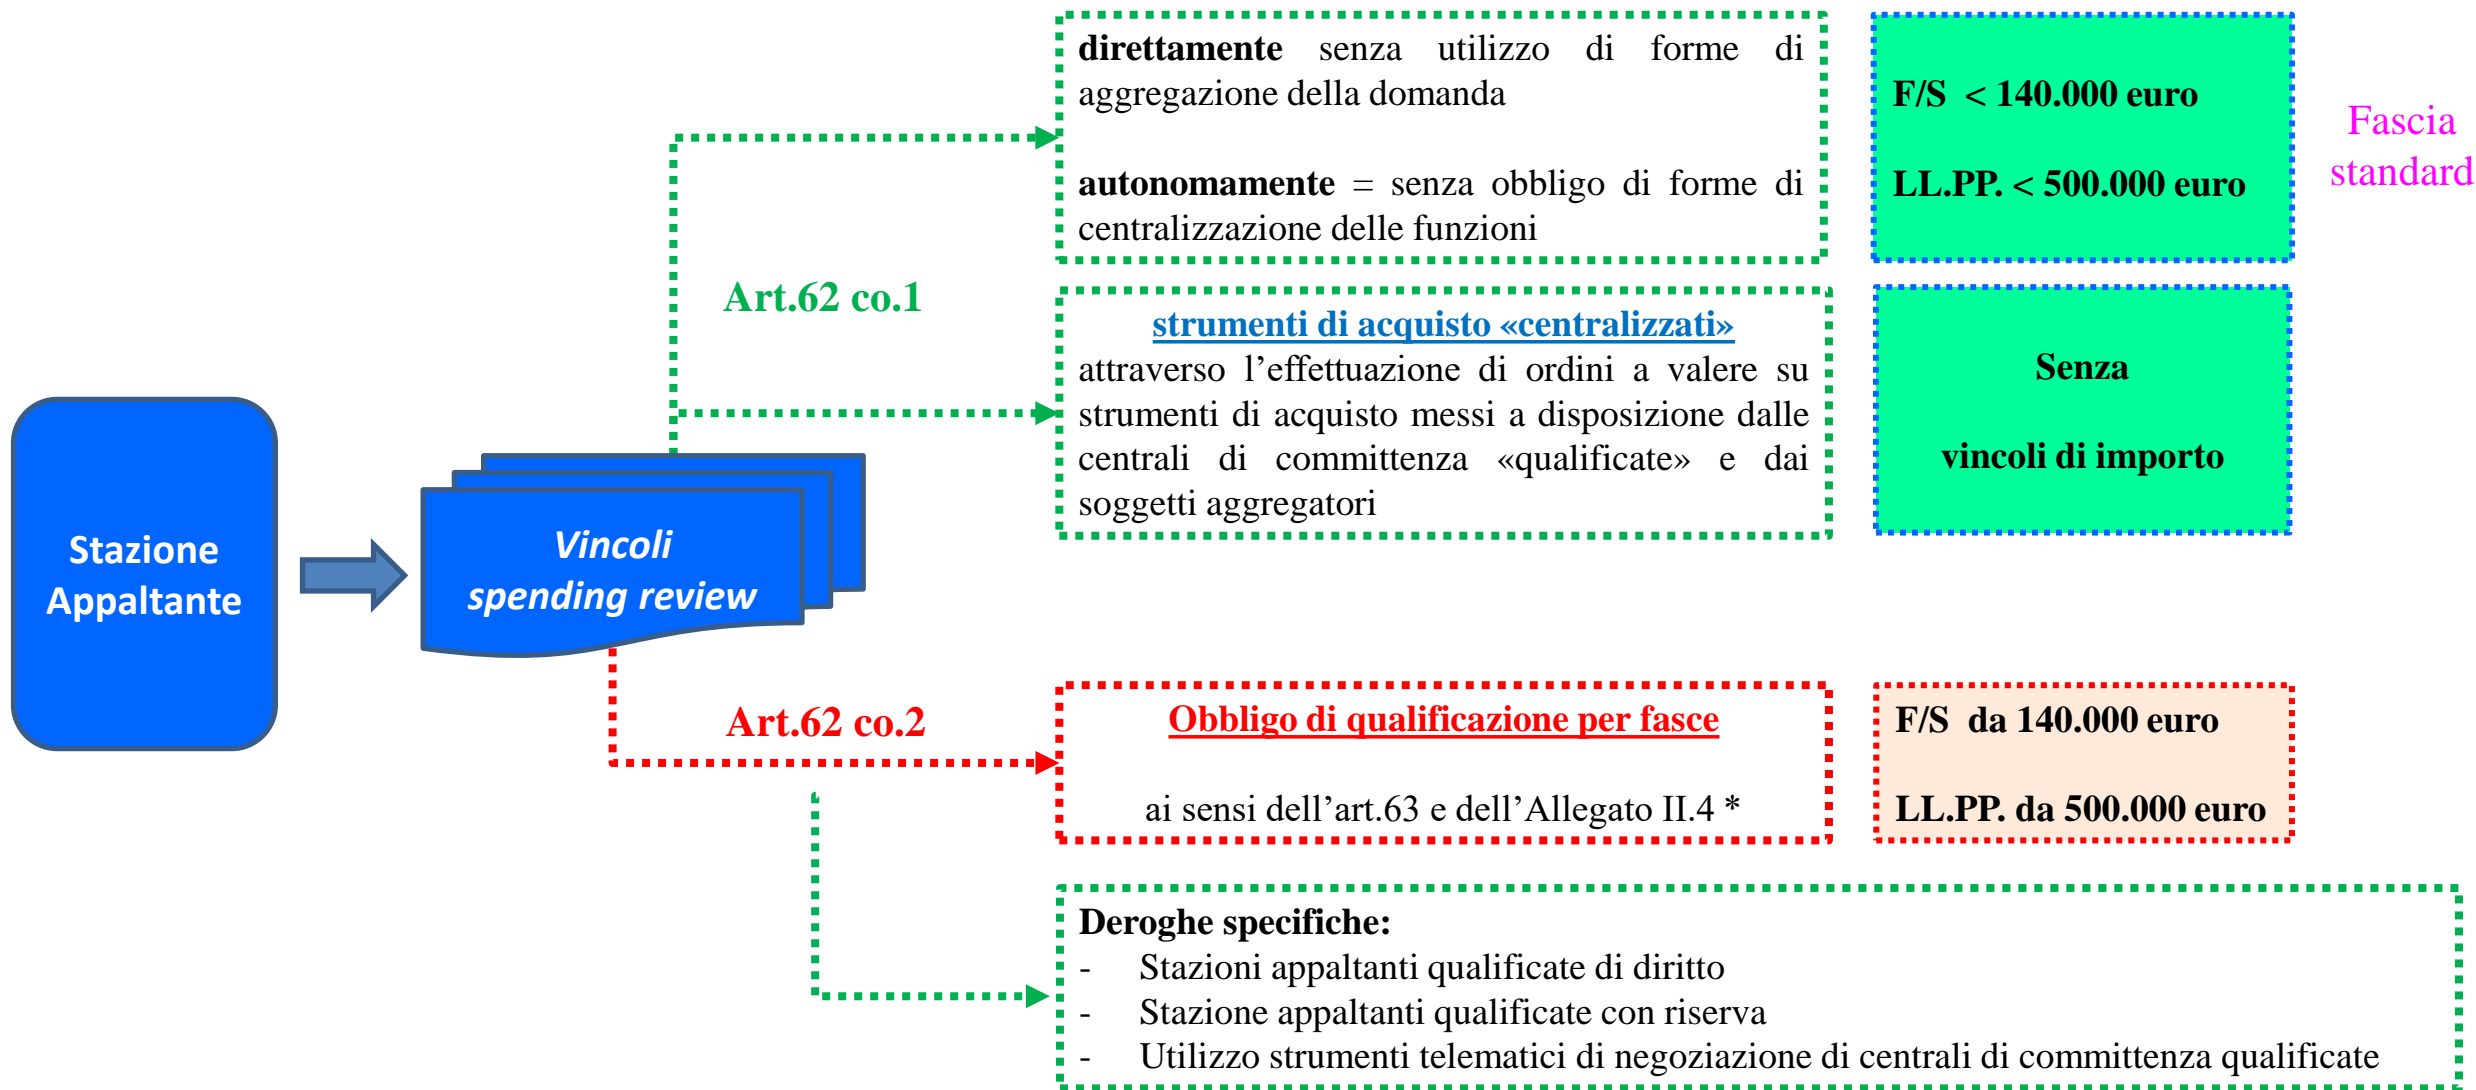 direttamente senza utilizzo di forme di
aggregazione della domanda
autonomamente = senza obbligo di forme di
centralizzazione delle funzioni
F/S < 140.000 euro
LL.PP. < 500.000 euro
Fascia
standard
Art.62 co.1
strumenti di acquisto «centralizzati»
attraverso l’effettuazione di ordini a valere su
strumenti di acquisto messi a disposizione dalle
centrali di committenza «qualificate» e dai
soggetti aggregatori
Senza
vincoli di importo
Stazione
Appaltante
Vincoli
spending review
Art.62 co.2
Obbligo di qualificazione per fasce
ai sensi dell’art.63 e dell’Allegato II.4 *
F/S da 140.000 euro
LL.PP. da 500.000 euro
Deroghe specifiche:
- Stazioni appaltanti qualificate di diritto
- Stazione appaltanti qualificate con riserva
- Utilizzo strumenti telematici di negoziazione di centrali di committenza qualificate